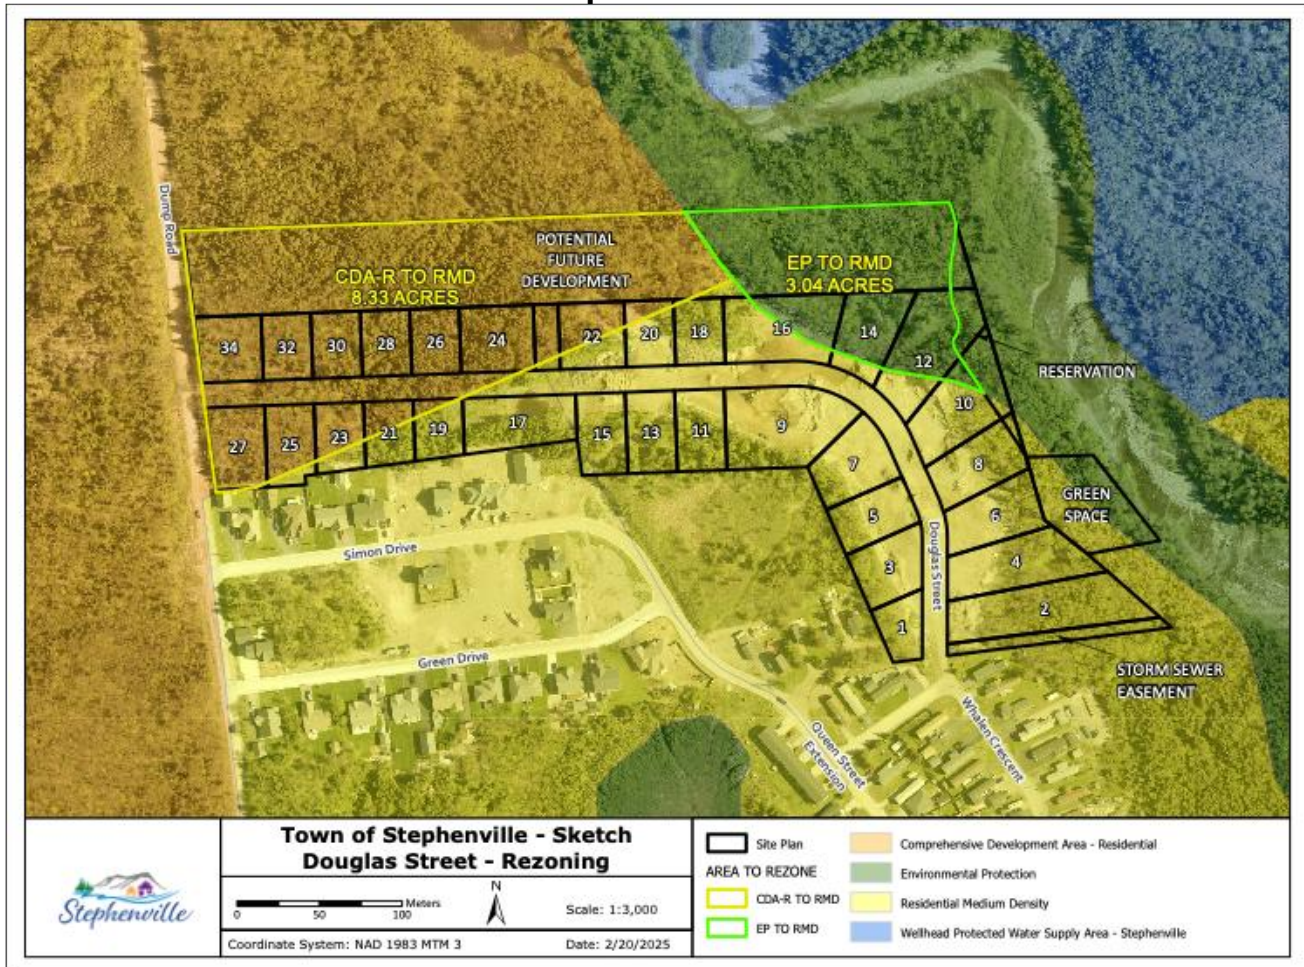 Dump Road
POTENTIAL
FUTURE
DEVELOPMENT
CDA-R TO RMD
8.33 ACRES
EP TO RMD
3.04 ACRES
34
32
30
28
26
24
22
20
18
16
14
12
10
RESERVATION
27
25
23
21
19
17
15
13
11
9
7
8
5
6
3
4
1
2
GREEN
SPACE
Douglas Street
Simon Drive
Green Drive
STORM SEWER
EASEMENT
Queen Street
Extension
Whalen Crescent
Stephenville
Town of Stephenville - Sketch
Douglas Street - Rezoning
0 50 100 Meters
N
Scale: 1:3,000
Coordinate System: NAD 1983 MTM 3
Date: 2/20/2025
Site Plan
AREA TO REZONE
CDA-R TO RMD
EP TO RMD
Comprehensive Development Area - Residential
Environmental Protection
Residential Medium Density
Wellhead Protected Water Supply Area - Stephenville